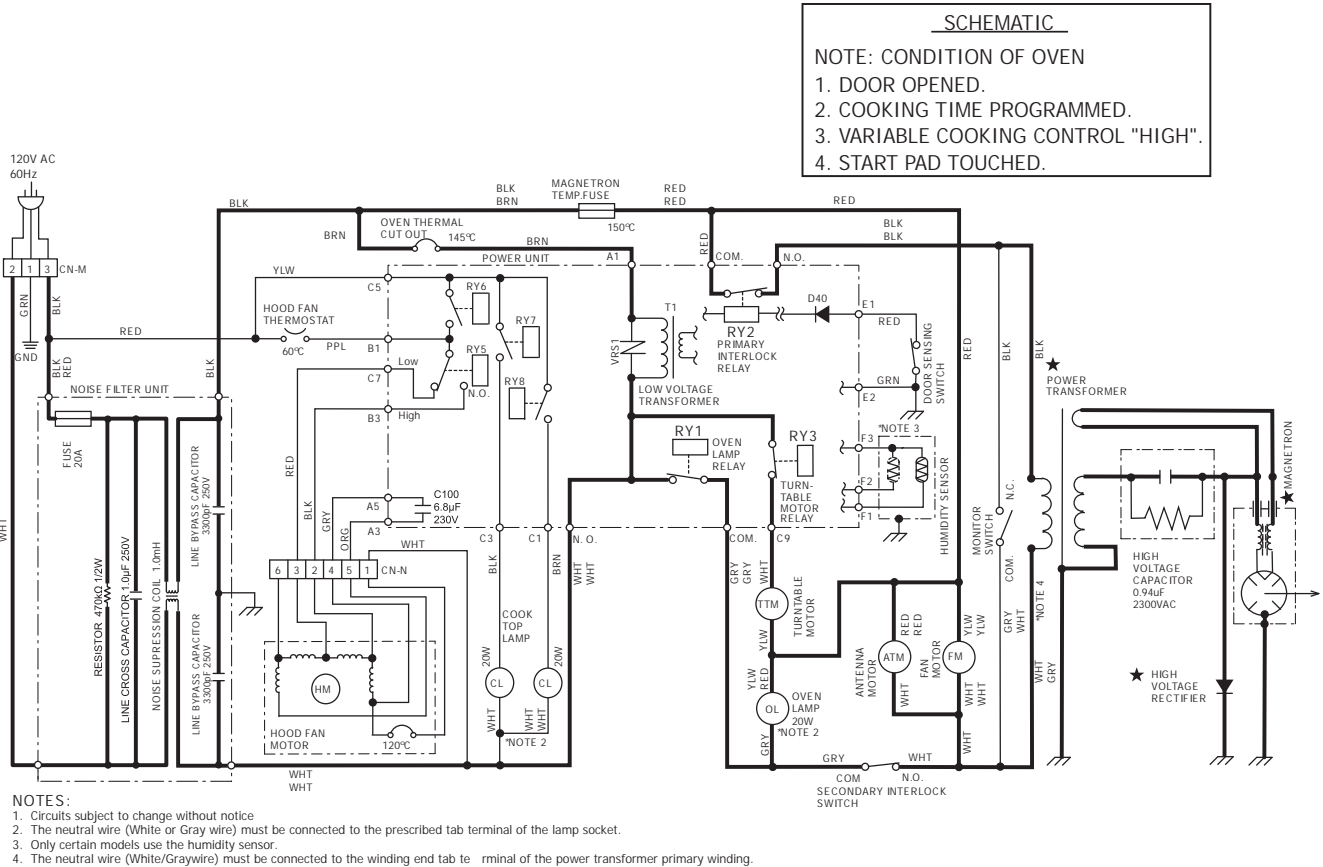 SCHEMATIC
NOTE: CONDITION OF OVEN
1. DOOR OPENED.
2. COOKING TIME PROGRAMMED.
3. VARIABLE COOKING CONTROL "HIGH".
4. START PAD TOUCHED.
120V AC
60Hz
2 1 3 CN-M
GRN
BLK
GND
WHT
BLK
RED
RED
BLK
BLK
BRN
MAGNETRON
TEMP.FUSE
150°C
RED
RED
RED
BRN
OVEN THERMAL
CUT OUT
145°C
BRN
A1
POWER UNIT
RED
COM.
N.O.
BLK
BLK
YLW
C5
RY6
HOOD FAN
THERMOSTAT
60°C
PPL
B1
RY7
RY5
Low
C7
N.O.
B3
High
RY8
VRS1
T1
LOW VOLTAGE
TRANSFORMER
RY2
PRIMARY
INTERLOCK
RELAY
D40
E1
RED
DOOR SENSING
SWITCH
GRN
E2
RED
BLK
BLK
POWER
TRANSFORMER
NOISE FILTER UNIT
FUSE
20A
RESISTOR 470kΩ 1/2W
LINE CROSS CAPACITOR 1.0µF 250V
NOISE SUPRESSION COIL 1.0mH
LINE BYPASS CAPACITOR
3300pF 250V
LINE BYPASS CAPACITOR
3300pF 250V
RED
BLK
GRY
ORG
A5
A3
C100
6.8µF
230V
WHT
6 3 2 4 5 1 CN-N
HM
HOOD FAN
MOTOR
120°C
C3
C1
N.O.
BLK
BRN
WHT
WHT
COOK
TOP
LAMP
20W
CL
20W
CL
WHT
WHT
WHT
*NOTE 2
WHT
WHT
RY1
OVEN
LAMP
RELAY
RY3
TURN-
TABLE
MOTOR
RELAY
*NOTE 3
F3
F2
F1
HUMIDITY SENSOR
COM.
C9
GRY
GRY
WHT
TTM
TURNTABLE
MOTOR
YLW
YLW
RED
OL
OVEN
LAMP
20W
*NOTE 2
GRY
ANTENNA
MOTOR
ATM
RED
RED
WHT
FAN
MOTOR
FM
YLW
YLW
WHT
WHT
WHT
GRY
WHT
COM
N.O.
SECONDARY INTERLOCK
SWITCH
MONITOR
SWITCH
N.C.
COM.
GRY
WHT
*NOTE 4
WHT
GRY
HIGH
VOLTAGE
CAPACITOR
0.94uF
2300VAC
MAGNETRON
HIGH
VOLTAGE
RECTIFIER
NOTES:
1. Circuits subject to change without notice
2. The neutral wire (White or Gray wire) must be connected to the prescribed tab terminal of the lamp socket.
3. Only certain models use the humidity sensor.
4. The neutral wire (White/Graywire) must be connected to the winding end tab te rminal of the power transformer primary winding.